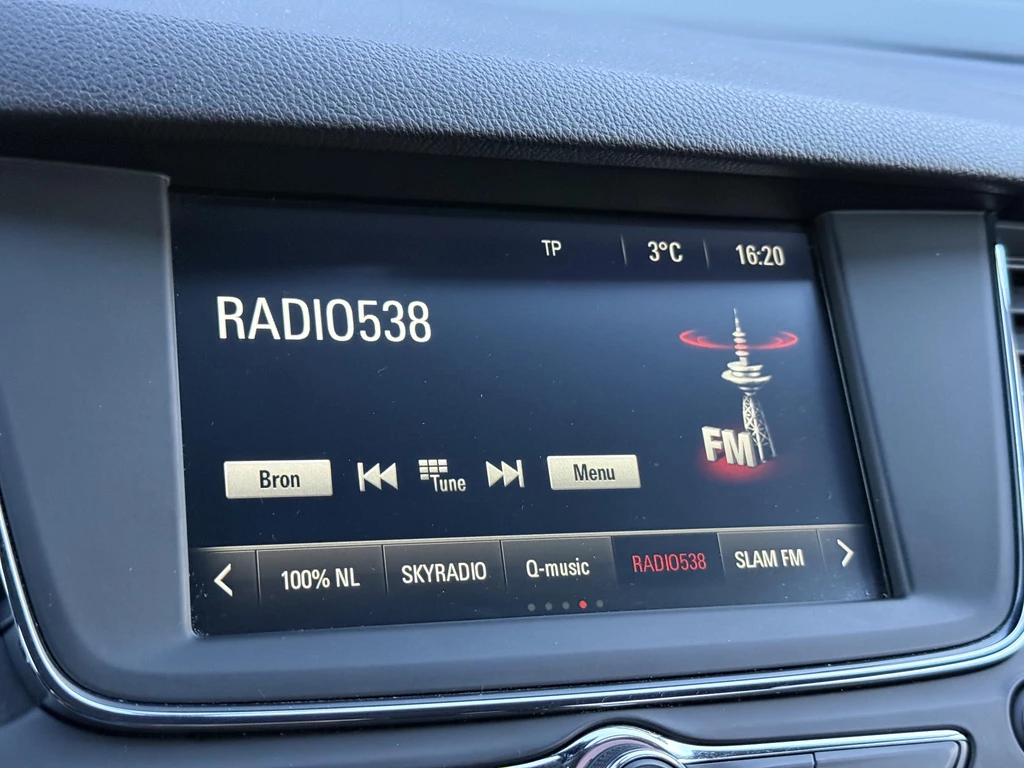 TP 3°C 16:20
RADIO538
FM
Bron Tune Menu
100% NL SKYRADIO Q-music RADIO538 SLAM FM